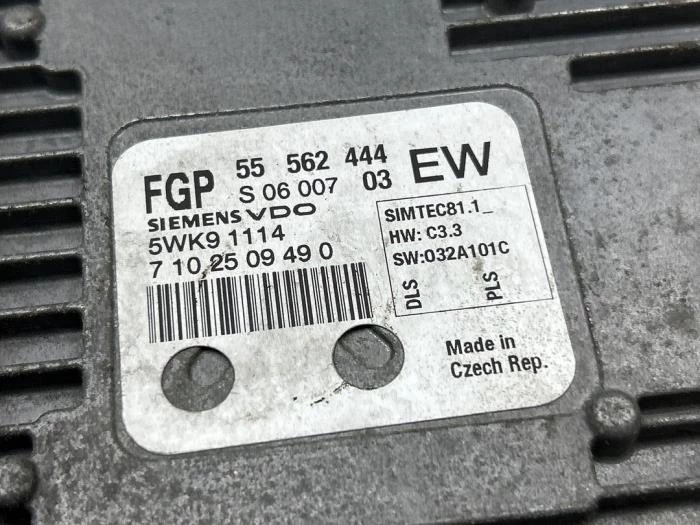 FGP 55 562 444 EW
S 06 007 03
SIEMENS VDO
5WK9 1114
7 10 25 09 49 0
SIMTEC81.1_
HW: C3.3
SW:032A101C
DLS PLS
Made in
Czech Rep.